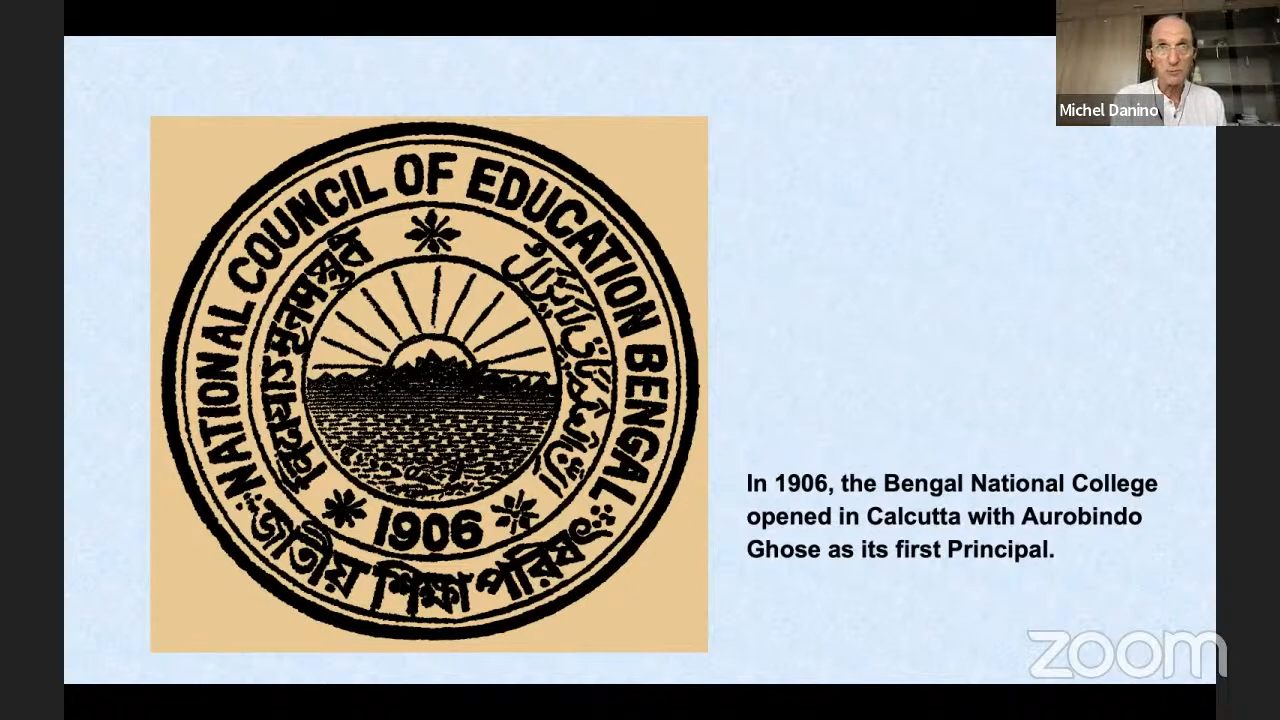 Michel Danino
NATIONAL COUNCIL OF EDUCATION BENGAL
1906
জাতীয় শিক্ষা পরিষৎ
In 1906, the Bengal National College
opened in Calcutta with Aurobindo
Ghose as its first Principal.
zoom